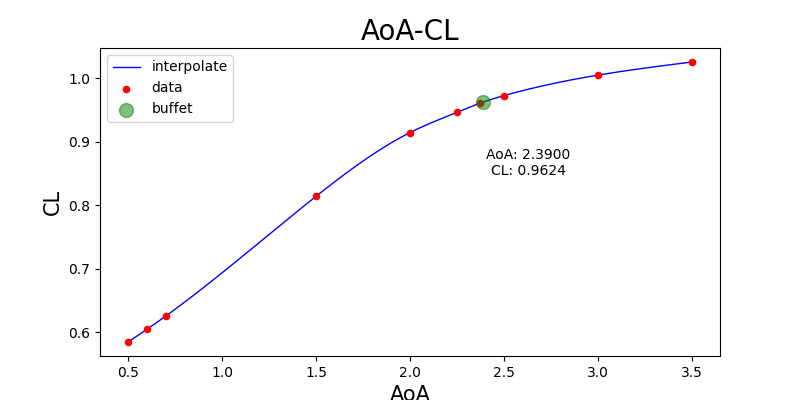 AoA-CL
interpolate
data
buffet
1.0
0.9
0.8
0.7
0.6
CL
AoA: 2.3900
CL: 0.9624
0.5 1.0 1.5 2.0 2.5 3.0 3.5
AoA